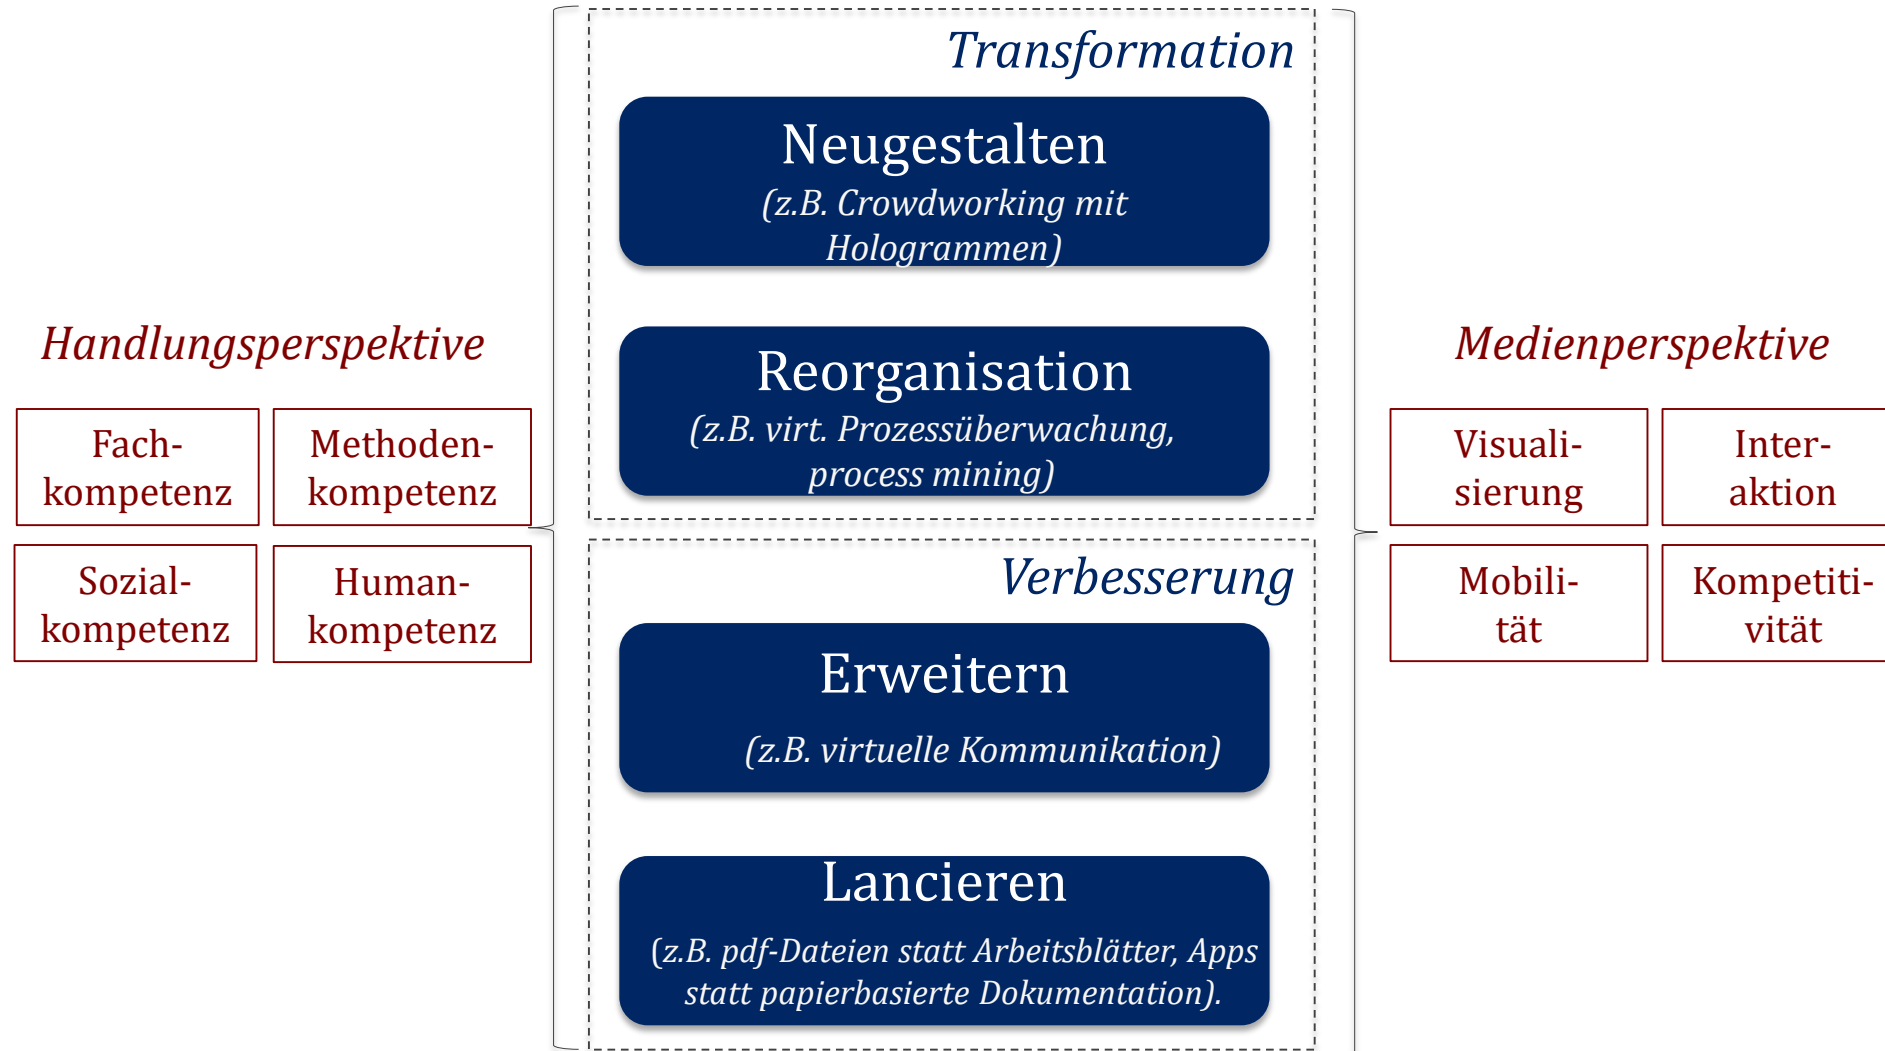 Transformation
Neugestalten
(z.B. Crowdworking mit
Hologrammen)
Reorganisation
(z.B. virt. Prozessüberwachung,
process mining)
Handlungsperspektive
Fach-
kompetenz
Methoden-
kompetenz
Sozial-
kompetenz
Human-
kompetenz
Verbesserung
Erweitern
(z.B. virtuelle Kommunikation)
Lancieren
(z.B. pdf-Dateien statt Arbeitsblätter, Apps
statt papierbasierte Dokumentation).
Medienperspektive
Visuali-
sierung
Inter-
aktion
Mobili-
tät
Kompetiti-
vität